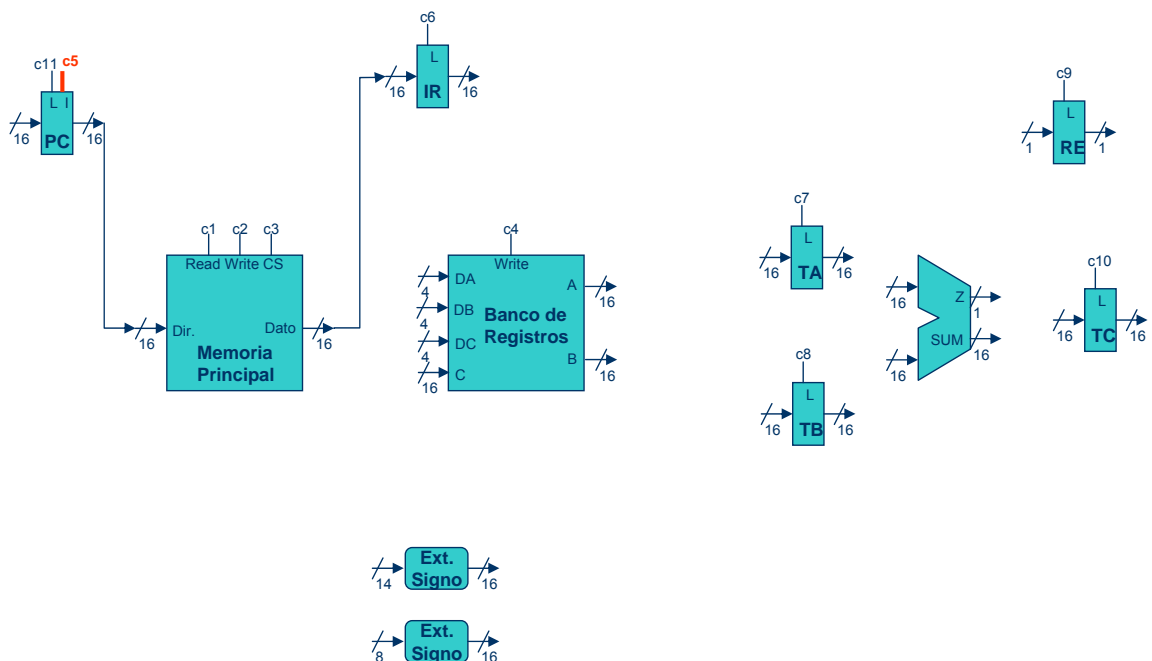 c6
c11 c5
L
IR
16 16
L I
PC
16 16
c9
L
RE
1 1
c1 c2 c3
Read Write CS
Dir. Dato
16 16
Memoria
Principal
c4
Write
DA
4
DB
4
DC
4
C
16
A
16
B
16
Banco de
Registros
c7
L
TA
16 16
c8
L
TB
16 16
16
Z
1
SUM
16
16
c10
L
TC
16 16
Ext.
Signo
14 16
Ext.
Signo
8 16